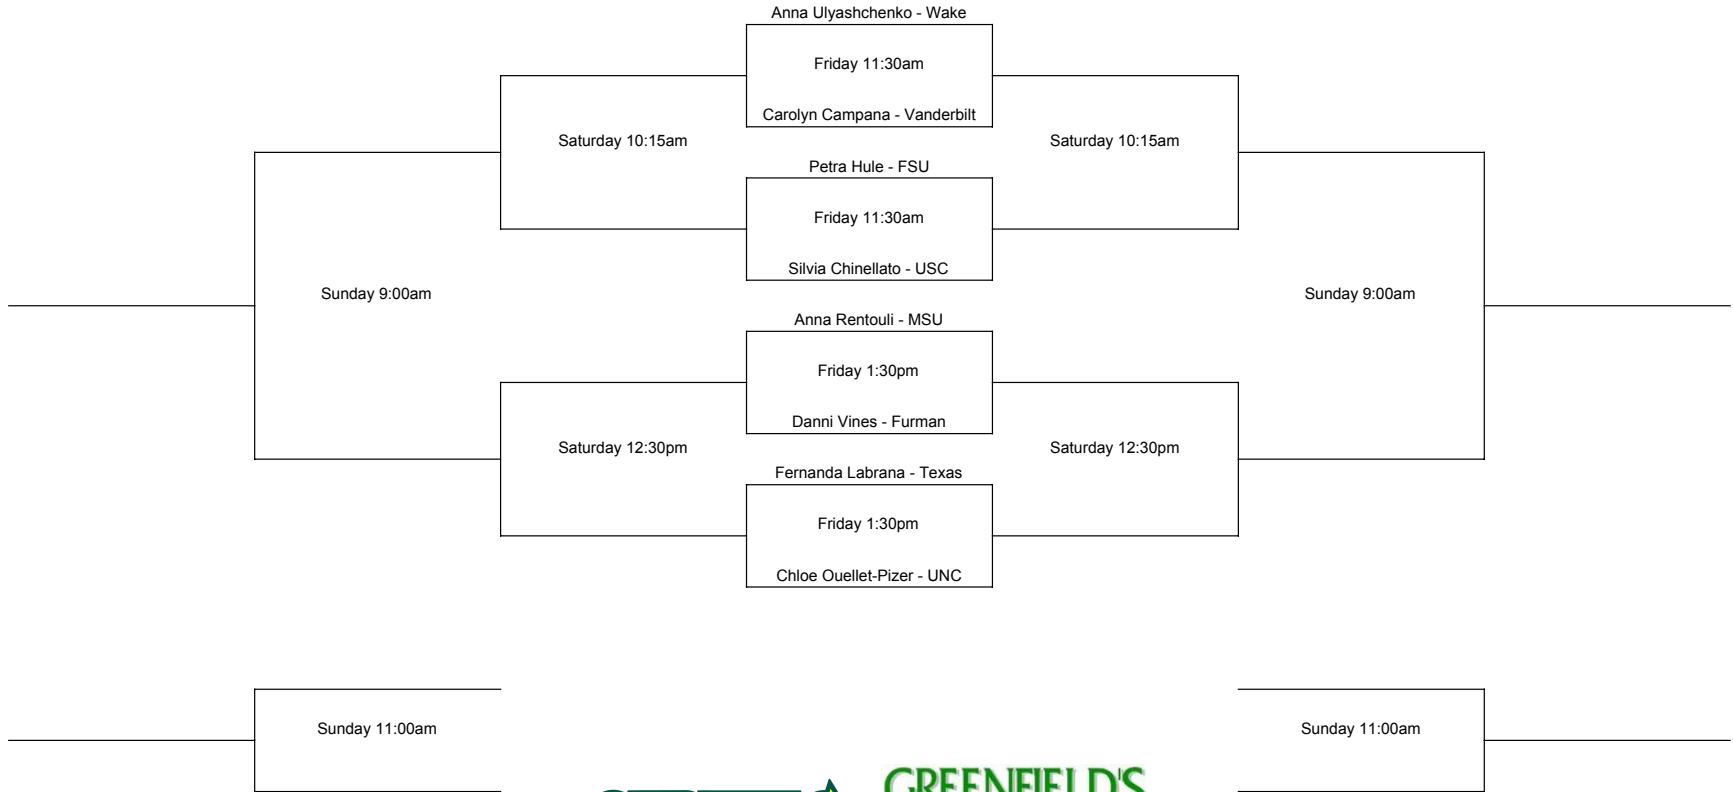 Anna Ulyashchenko - Wake
Friday 11:30am
Carolyn Campana - Vanderbilt
Saturday 10:15am
Saturday 10:15am
Petra Hule - FSU
Friday 11:30am
Silvia Chinellato - USC
Sunday 9:00am
Sunday 9:00am
Anna Rentouli - MSU
Friday 1:30pm
Danni Vines - Furman
Saturday 12:30pm
Saturday 12:30pm
Fernanda Labrana - Texas
Friday 1:30pm
Chloe Ouellet-Pizer - UNC
Sunday 11:00am
Sunday 11:00am
GREENFIELD'S